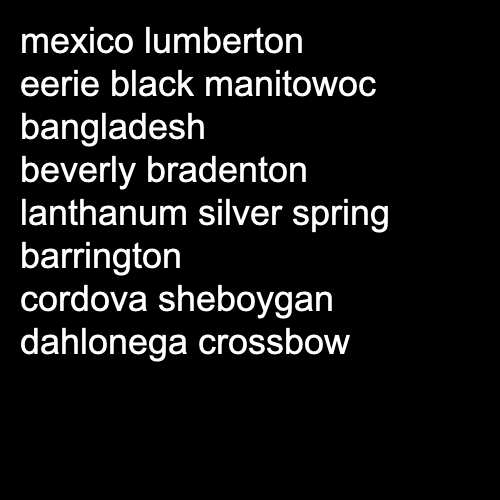 mexico lumberton
eerie black manitowoc
bangladesh
beverly bradenton
lanthanum silver spring
barrington
cordova sheboygan
dahlonega crossbow